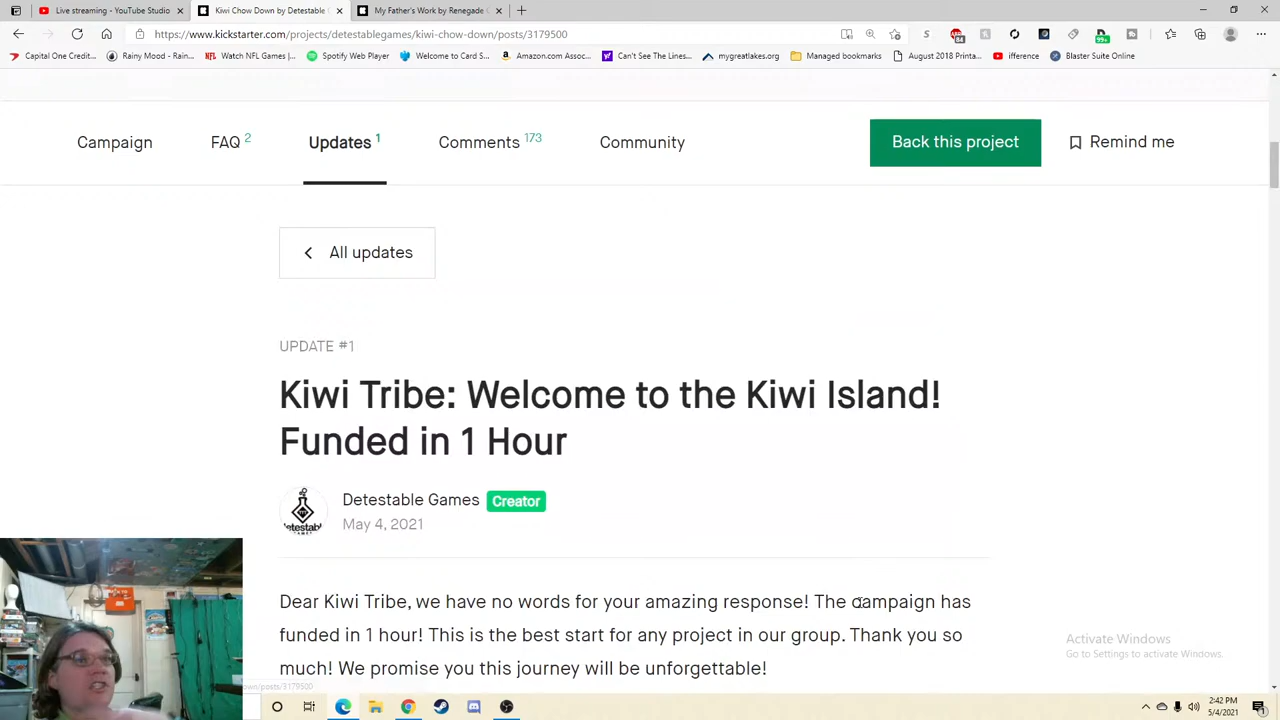 Live streaming - YouTube Studio
Kiwi Chow Down by Detestable
My Father's Work by Renegade
https://www.kickstarter.com/projects/detestablegames/kiwi-chow-down/posts/3179500
84
99+
Capital One Credit...
Rainy Mood - Rain...
Watch NFL Games |...
Spotify Web Player
Welcome to Card S...
Amazon.com Assoc...
Can't See The Lines...
mygreatlakes.org
Managed bookmarks
August 2018 Printa...
ifference
Blaster Suite Online
Campaign
FAQ 2
Updates 1
Comments 173
Community
Back this project
Remind me
All updates
UPDATE #1
Kiwi Tribe: Welcome to the Kiwi Island!
Funded in 1 Hour
Detestable Games Creator
May 4, 2021
Dear Kiwi Tribe, we have no words for your amazing response! The campaign has
funded in 1 hour! This is the best start for any project in our group. Thank you so
much! We promise you this journey will be unforgettable!
Activate Windows
Go to Settings to activate Windows.
down/posts/3179500
2:42 PM
5/4/2021